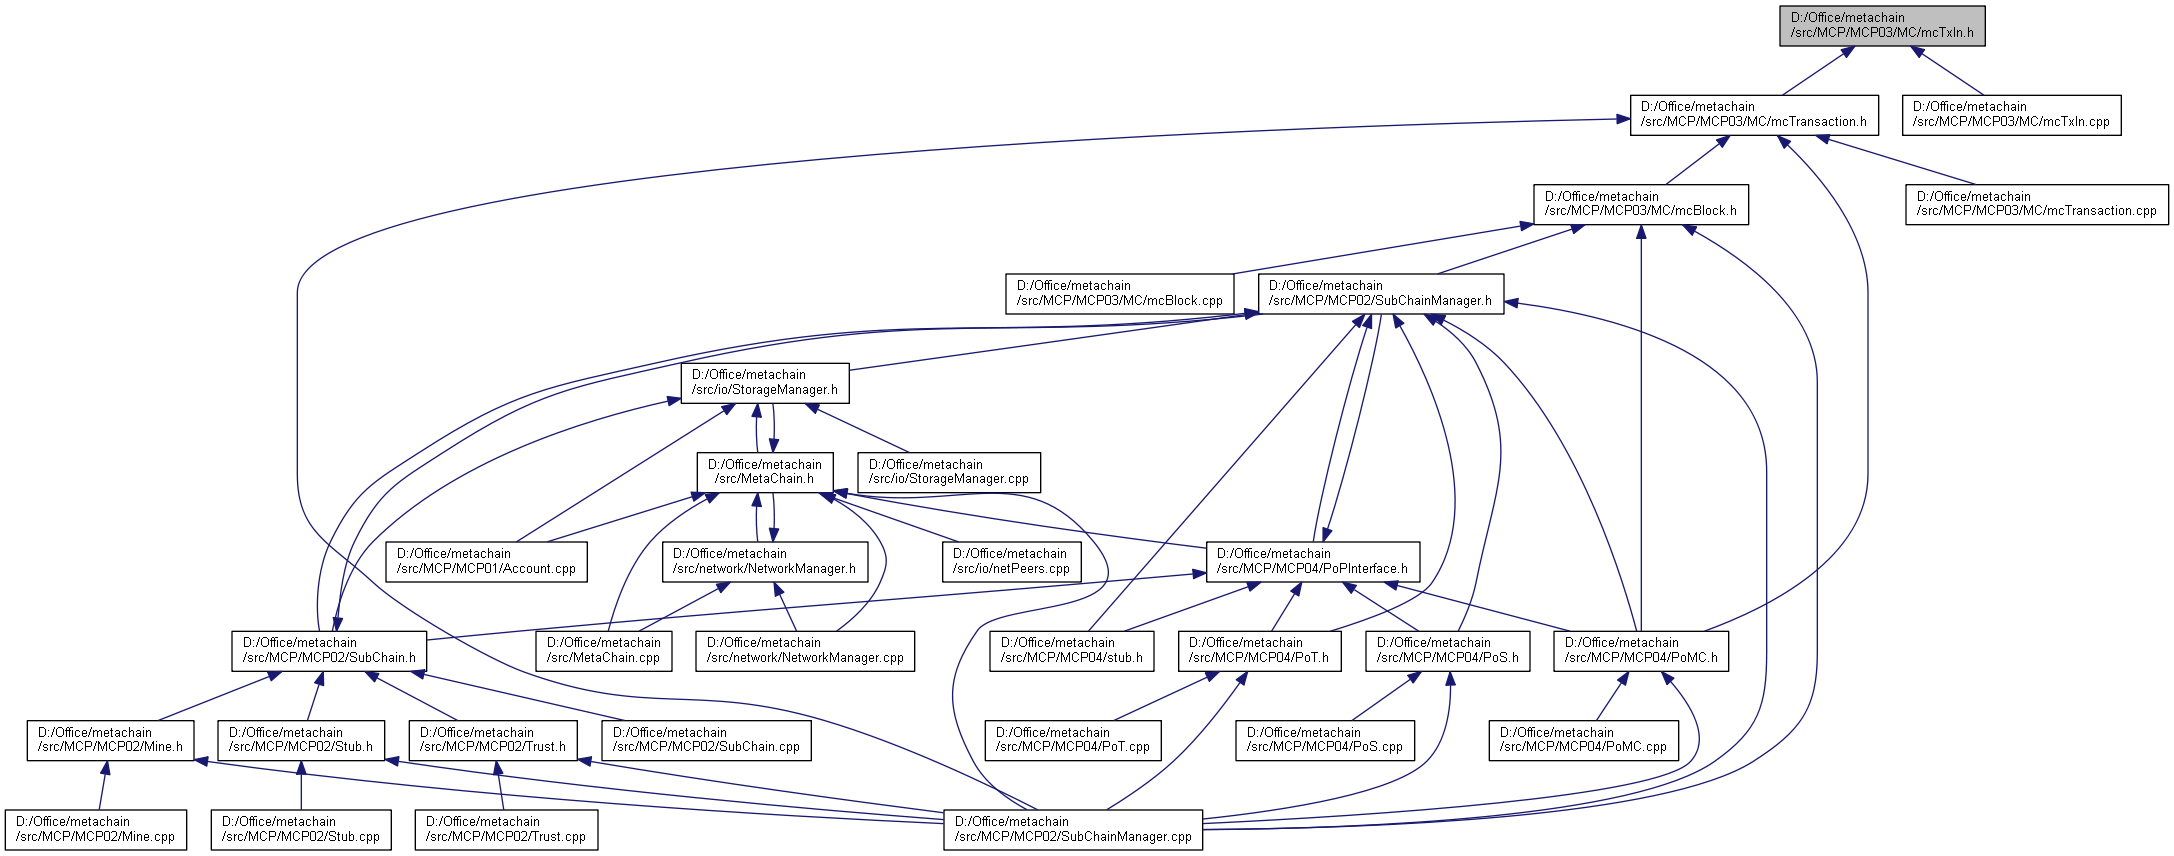 D:/Office/metachain
/src/MCP/MCP03/MC/mcTxIn.h
D:/Office/metachain
/src/MCP/MCP03/MC/mcTransaction.h
D:/Office/metachain
/src/MCP/MCP03/MC/mcTxIn.cpp
D:/Office/metachain
/src/MCP/MCP03/MC/mcBlock.h
D:/Office/metachain
/src/MCP/MCP03/MC/mcTransaction.cpp
D:/Office/metachain
/src/MCP/MCP03/MC/mcBlock.cpp
D:/Office/metachain
/src/MCP/MCP02/SubChainManager.h
D:/Office/metachain
/src/io/StorageManager.h
D:/Office/metachain
/src/MetaChain.h
D:/Office/metachain
/src/io/StorageManager.cpp
D:/Office/metachain
/src/MCP/MCP01/Account.cpp
D:/Office/metachain
/src/network/NetworkManager.h
D:/Office/metachain
/src/io/netPeers.cpp
D:/Office/metachain
/src/MCP/MCP04/PoPInterface.h
D:/Office/metachain
/src/MCP/MCP02/SubChain.h
D:/Office/metachain
/src/MetaChain.cpp
D:/Office/metachain
/src/network/NetworkManager.cpp
D:/Office/metachain
/src/MCP/MCP04/stub.h
D:/Office/metachain
/src/MCP/MCP04/PoT.h
D:/Office/metachain
/src/MCP/MCP04/PoS.h
D:/Office/metachain
/src/MCP/MCP04/PoMC.h
D:/Office/metachain
/src/MCP/MCP02/Mine.h
D:/Office/metachain
/src/MCP/MCP02/Stub.h
D:/Office/metachain
/src/MCP/MCP02/Trust.h
D:/Office/metachain
/src/MCP/MCP02/SubChain.cpp
D:/Office/metachain
/src/MCP/MCP04/PoT.cpp
D:/Office/metachain
/src/MCP/MCP04/PoS.cpp
D:/Office/metachain
/src/MCP/MCP04/PoMC.cpp
D:/Office/metachain
/src/MCP/MCP02/Mine.cpp
D:/Office/metachain
/src/MCP/MCP02/Stub.cpp
D:/Office/metachain
/src/MCP/MCP02/Trust.cpp
D:/Office/metachain
/src/MCP/MCP02/SubChainManager.cpp